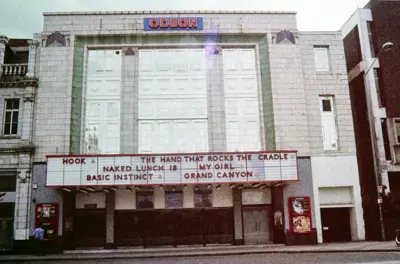 ODEON
HOOK THE HAND THAT ROCKS THE CRADLE
NAKED LUNCH 18 MY GIRL
BASIC INSTINCT GRAND CANYON